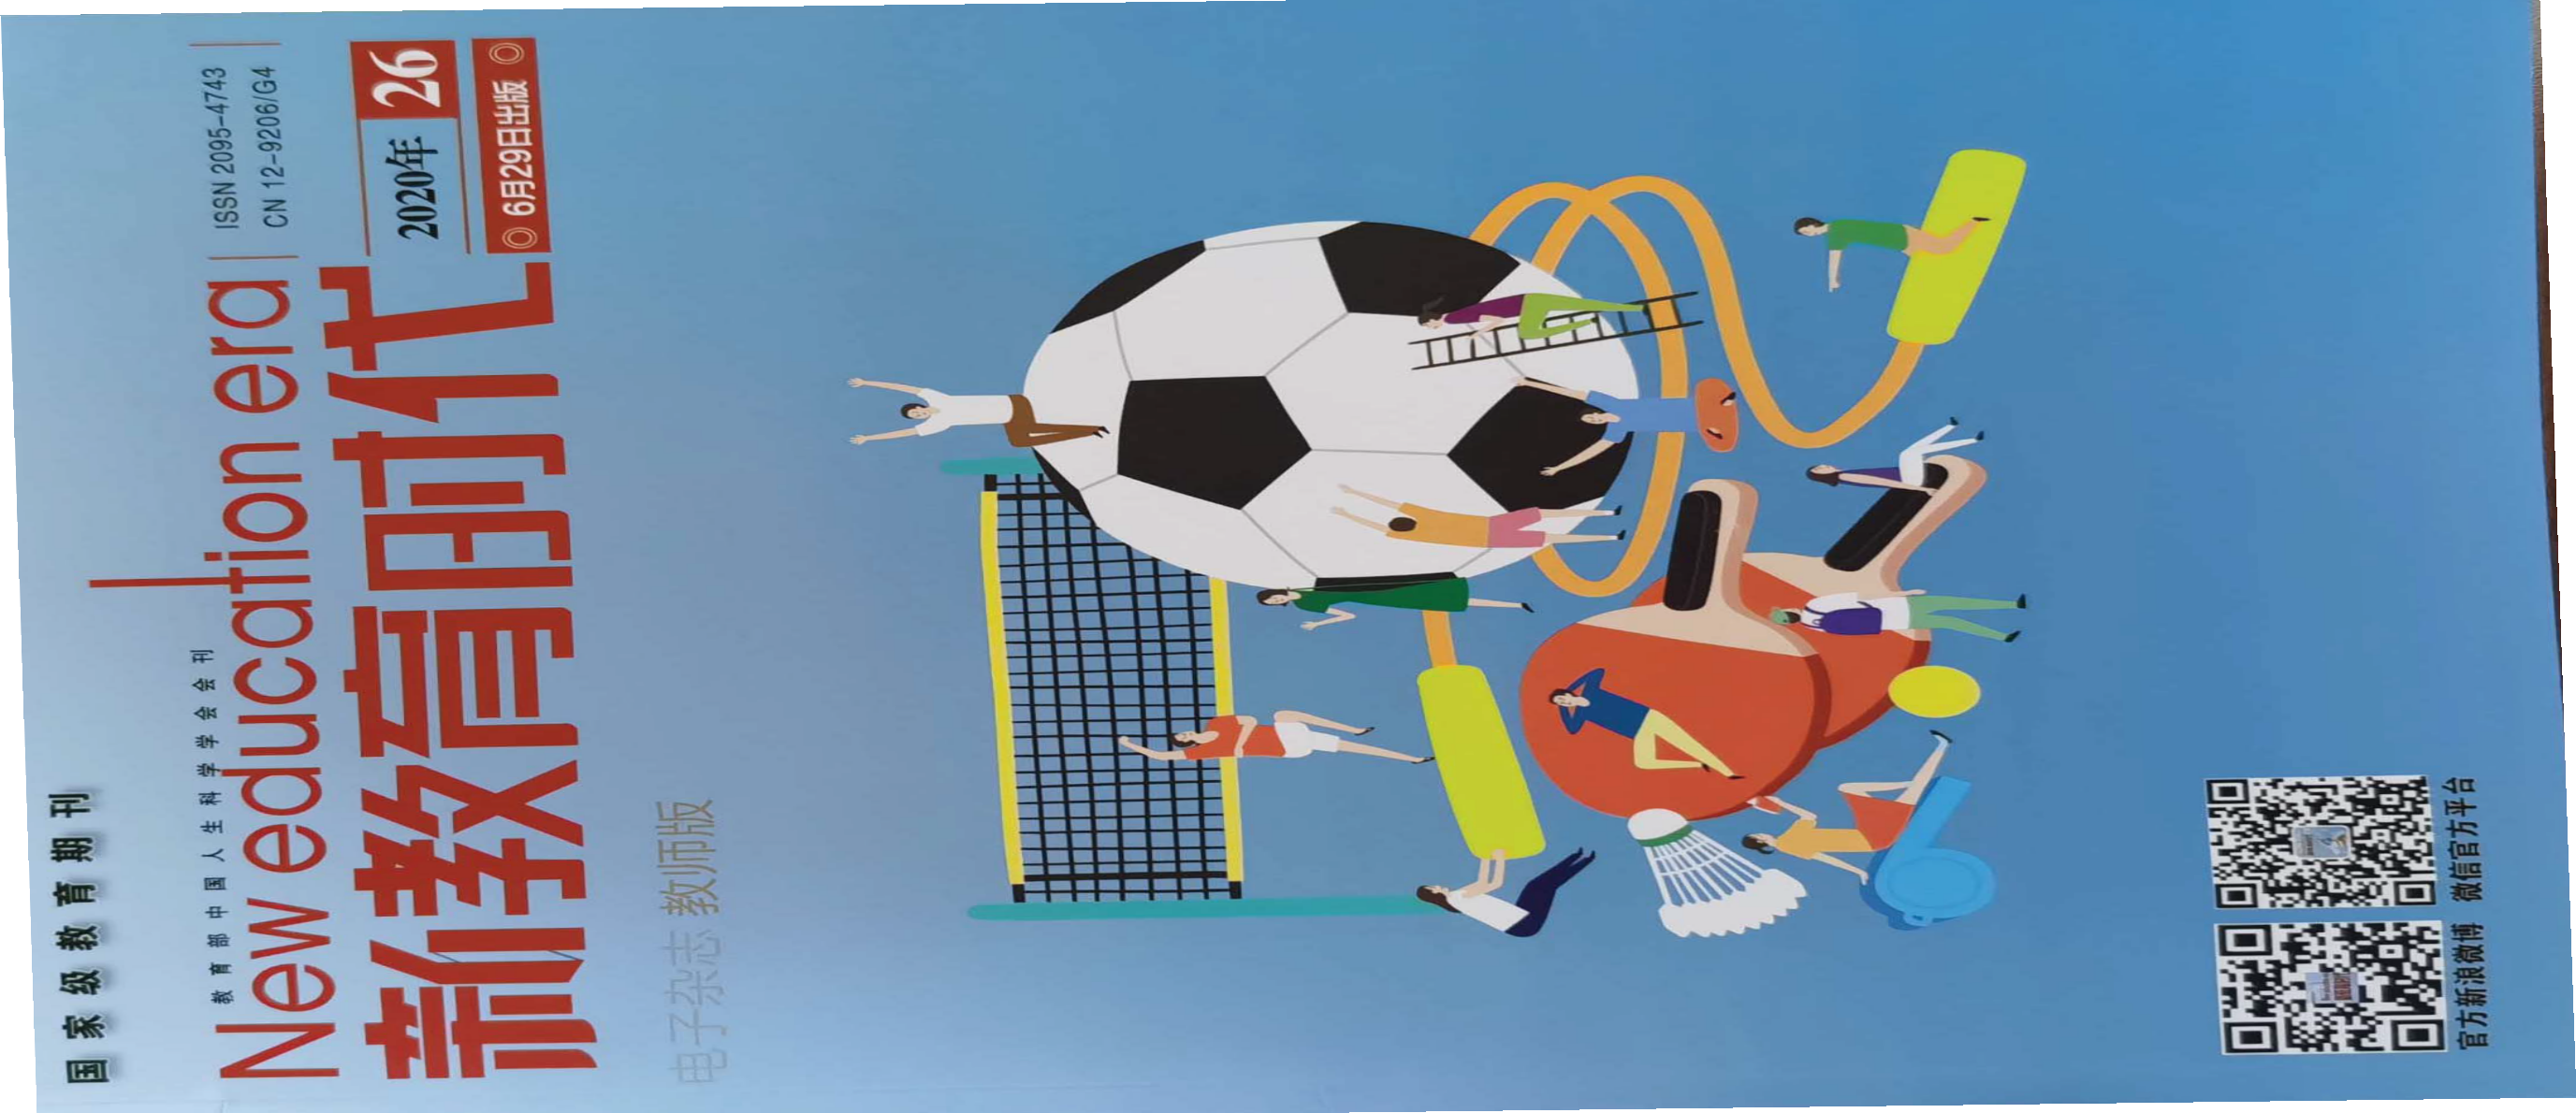 国家级教育期刊
教育部中国人生科学学会会刊
New education era
ISSN 2095-4743
CN 12-9206/G4
新教育时代
2020年 26
◎ 6月29日出版 ◎
电子杂志 教师版
官方新浪微博 微信官方平台